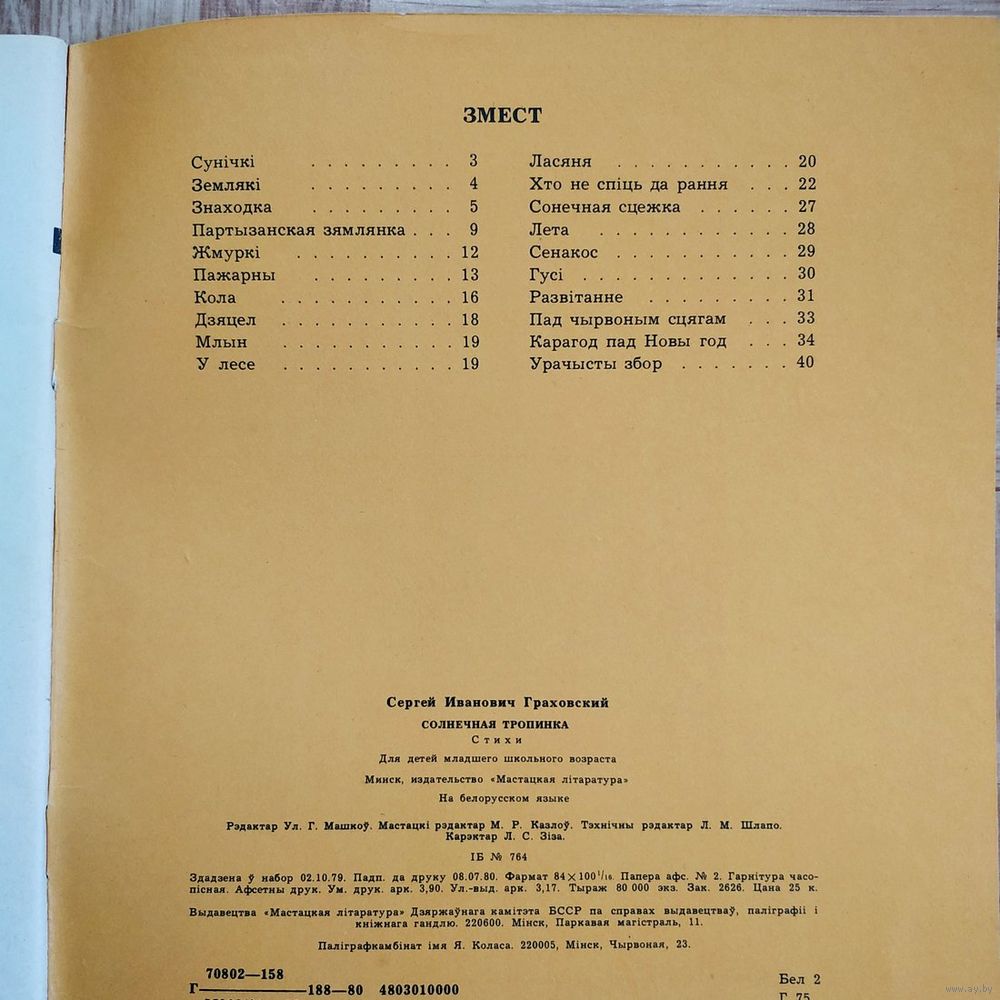 ЗМЕСТ
Сунічкі . . . . . . . . . 3
Землякі . . . . . . . . . 4
Знаходка . . . . . . . . . 5
Партызанская зямлянка . . . 9
Жмуркі . . . . . . . . . . 12
Пажарны . . . . . . . . . 13
Кола . . . . . . . . . . . 16
Дзяцел . . . . . . . . . . . 18
Млын . . . . . . . . . . . 19
У лесе . . . . . . . . . . . 19
Ласяня . . . . . . . . . . . 20
Хто не спіць да рання . . . 22
Сонечная сцежка . . . . . . 27
Лета . . . . . . . . . . . . 28
Сенакос . . . . . . . . . . . 29
Гусі . . . . . . . . . . . . 30
Развітанне . . . . . . . . . 31
Пад чырвоным сцягам . . . 33
Карагод пад Новы год . . . 34
Урачысты збор . . . . . . . 40
Сергей Иванович Граховский
СОЛНЕЧНАЯ ТРОПИНКА
Стихи
Для детей младшего школьного возраста
Минск, издательство «Мастацкая літаратура»
На белорусском языке
Рэдактар Ул. Г. Машкоў. Мастацкі рэдактар М. Р. Казлоў. Тэхнічны рэдактар Л. М. Шлапо.
Карэктар Л. С. Зіза.
ІБ № 764
Здадзена ў набор 02.10.79. Падп. да друку 08.07.80. Фармат 84×100¹/₁₆. Папера афс. № 2. Гарнітура часо-
пісная. Афсетны друк. Ум. друк. арк. 3,90. Ул.-выд. арк. 3,17. Тыраж 80 000 экз. Зак. 2626. Цана 25 к.
Выдавецтва «Мастацкая літаратура» Дзяржаўнага камітэта БССР па справах выдавецтваў, паліграфіі і
кніжнага гандлю. 220600. Мінск, Паркавая магістраль, 11.
Паліграфкамбінат імя Я. Коласа. 220005, Мінск, Чырвоная, 23.
70802—158
Г————188—80 4803010000
Бел 2
Г 75
www.ay.by